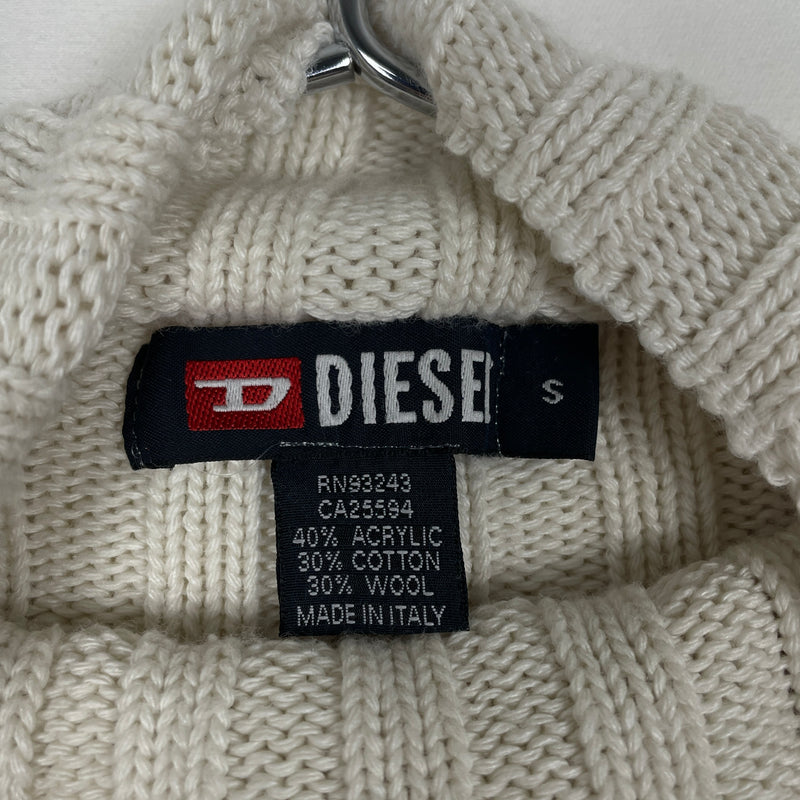 D DIESEL S
RN93243
CA25594
40% ACRYLIC
30% COTTON
30% WOOL
MADE IN ITALY